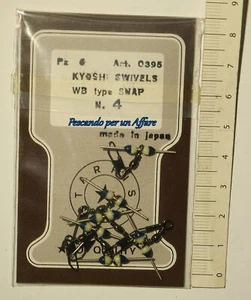 Pz 6 Art. 0395
KYOSHI SWIVELS
WB type SNAP
N. 4
Pescando per un Affare
made in japan